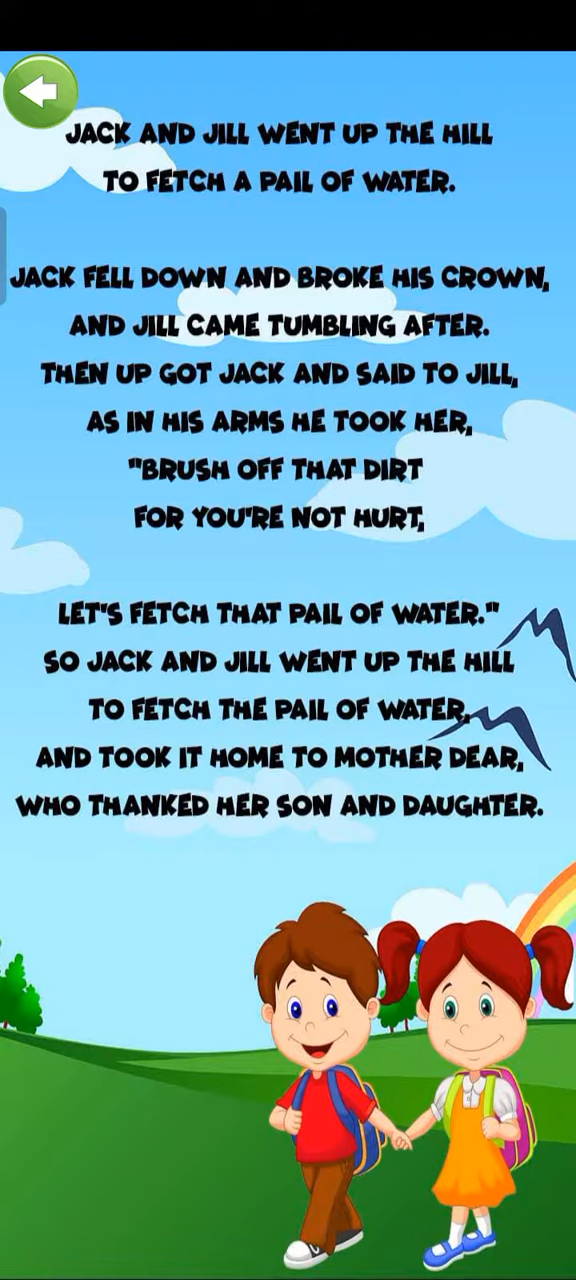 JACK AND JILL WENT UP THE HILL
TO FETCH A PAIL OF WATER.
JACK FELL DOWN AND BROKE HIS CROWN,
AND JILL CAME TUMBLING AFTER.
THEN UP GOT JACK AND SAID TO JILL,
AS IN HIS ARMS HE TOOK HER,
"BRUSH OFF THAT DIRT
FOR YOU'RE NOT HURT,
LET'S FETCH THAT PAIL OF WATER."
SO JACK AND JILL WENT UP THE HILL
TO FETCH THE PAIL OF WATER,
AND TOOK IT HOME TO MOTHER DEAR,
WHO THANKED HER SON AND DAUGHTER.